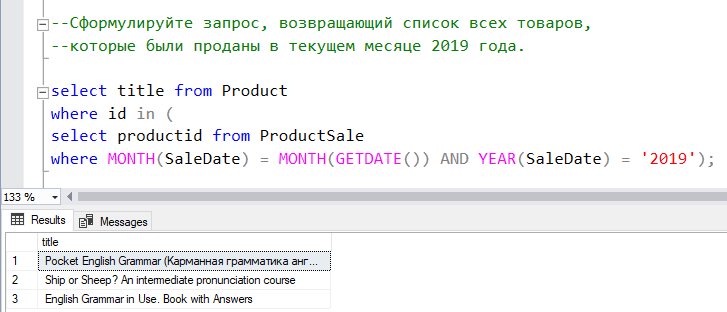 --Сформулируйте запрос, возвращающий список всех товаров,
--которые были проданы в текущем месяце 2019 года.
select title from Product
where id in (
select productid from ProductSale
where MONTH(SaleDate) = MONTH(GETDATE()) AND YEAR(SaleDate) = '2019');
133 %
Results Messages
title
1 Pocket English Grammar (Карманная грамматика анг...
2 Ship or Sheep? An intermediate pronunciation course
3 English Grammar in Use. Book with Answers